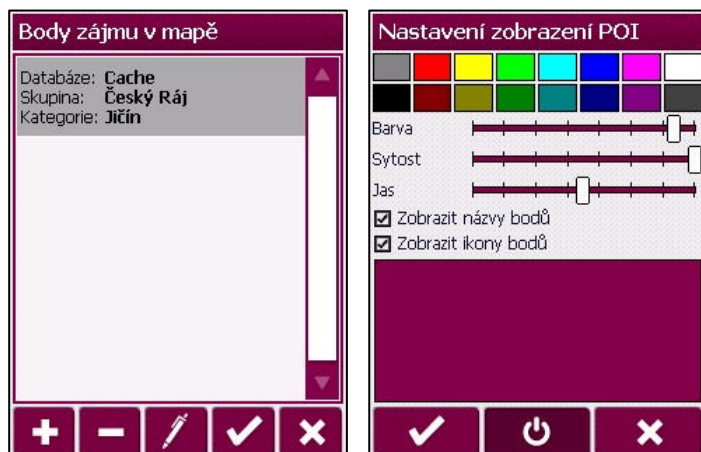 Body zájmu v mapě
Databáze: Cache
Skupina: Český Ráj
Kategorie: Jičín
Nastavení zobrazení POI
Barva
Sytost
Jas
Zobrazit názvy bodů
Zobrazit ikony bodů